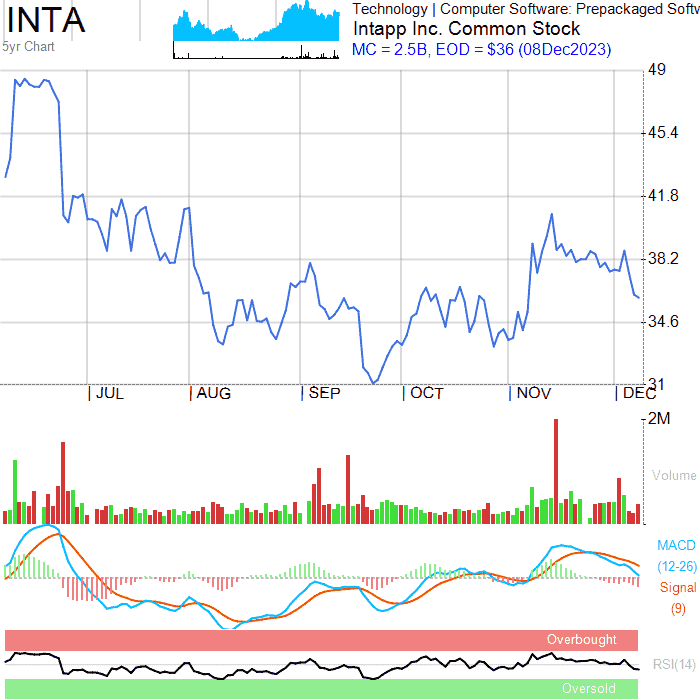 INTA
5yr Chart
Technology | Computer Software: Prepackaged Softw
Intapp Inc. Common Stock
MC = 2.5B, EOD = $36 (08Dec2023)
49
45.4
41.8
38.2
34.6
31
JUL AUG SEP OCT NOV DEC
2M
Volume
MACD
(12-26)
Signal
(9)
Overbought
RSI(14)
Oversold